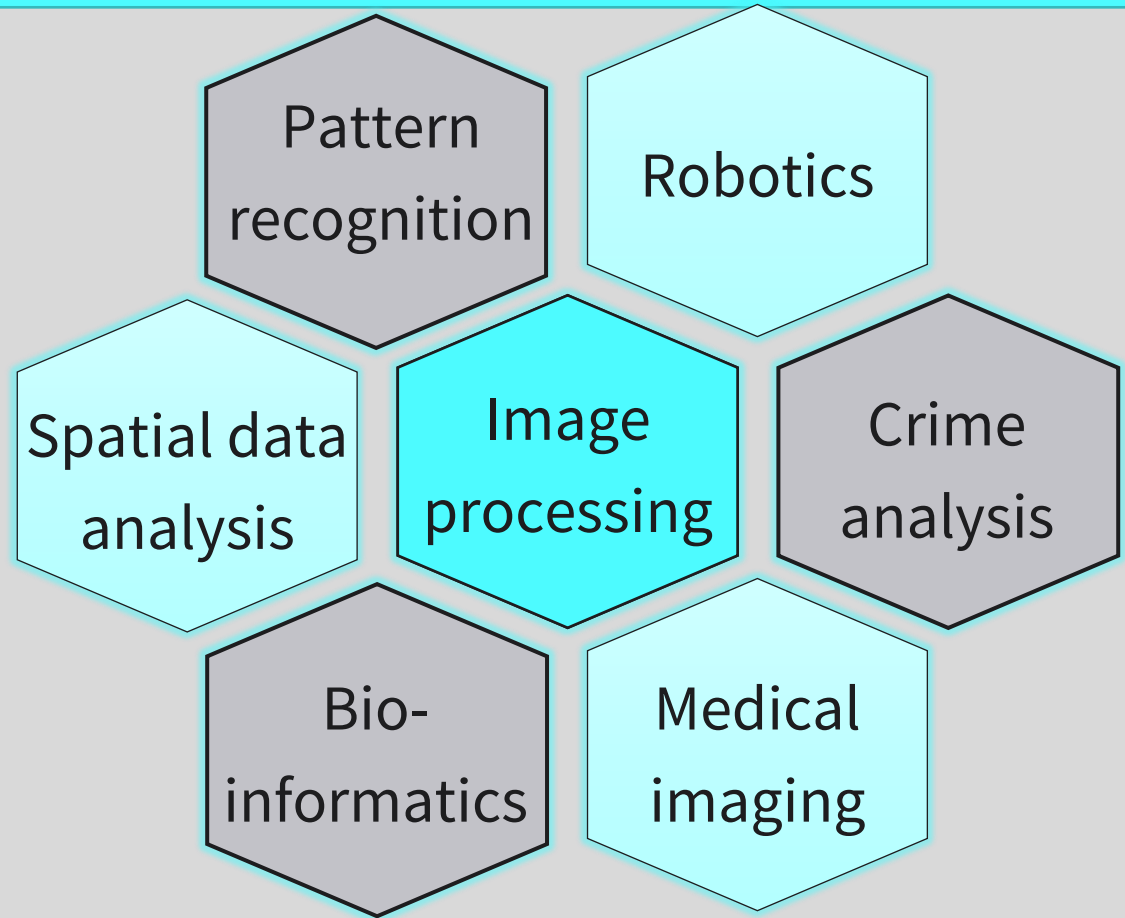 Pattern
recognition
Robotics
Spatial data
analysis
Image
processing
Crime
analysis
Bio-
informatics
Medical
imaging